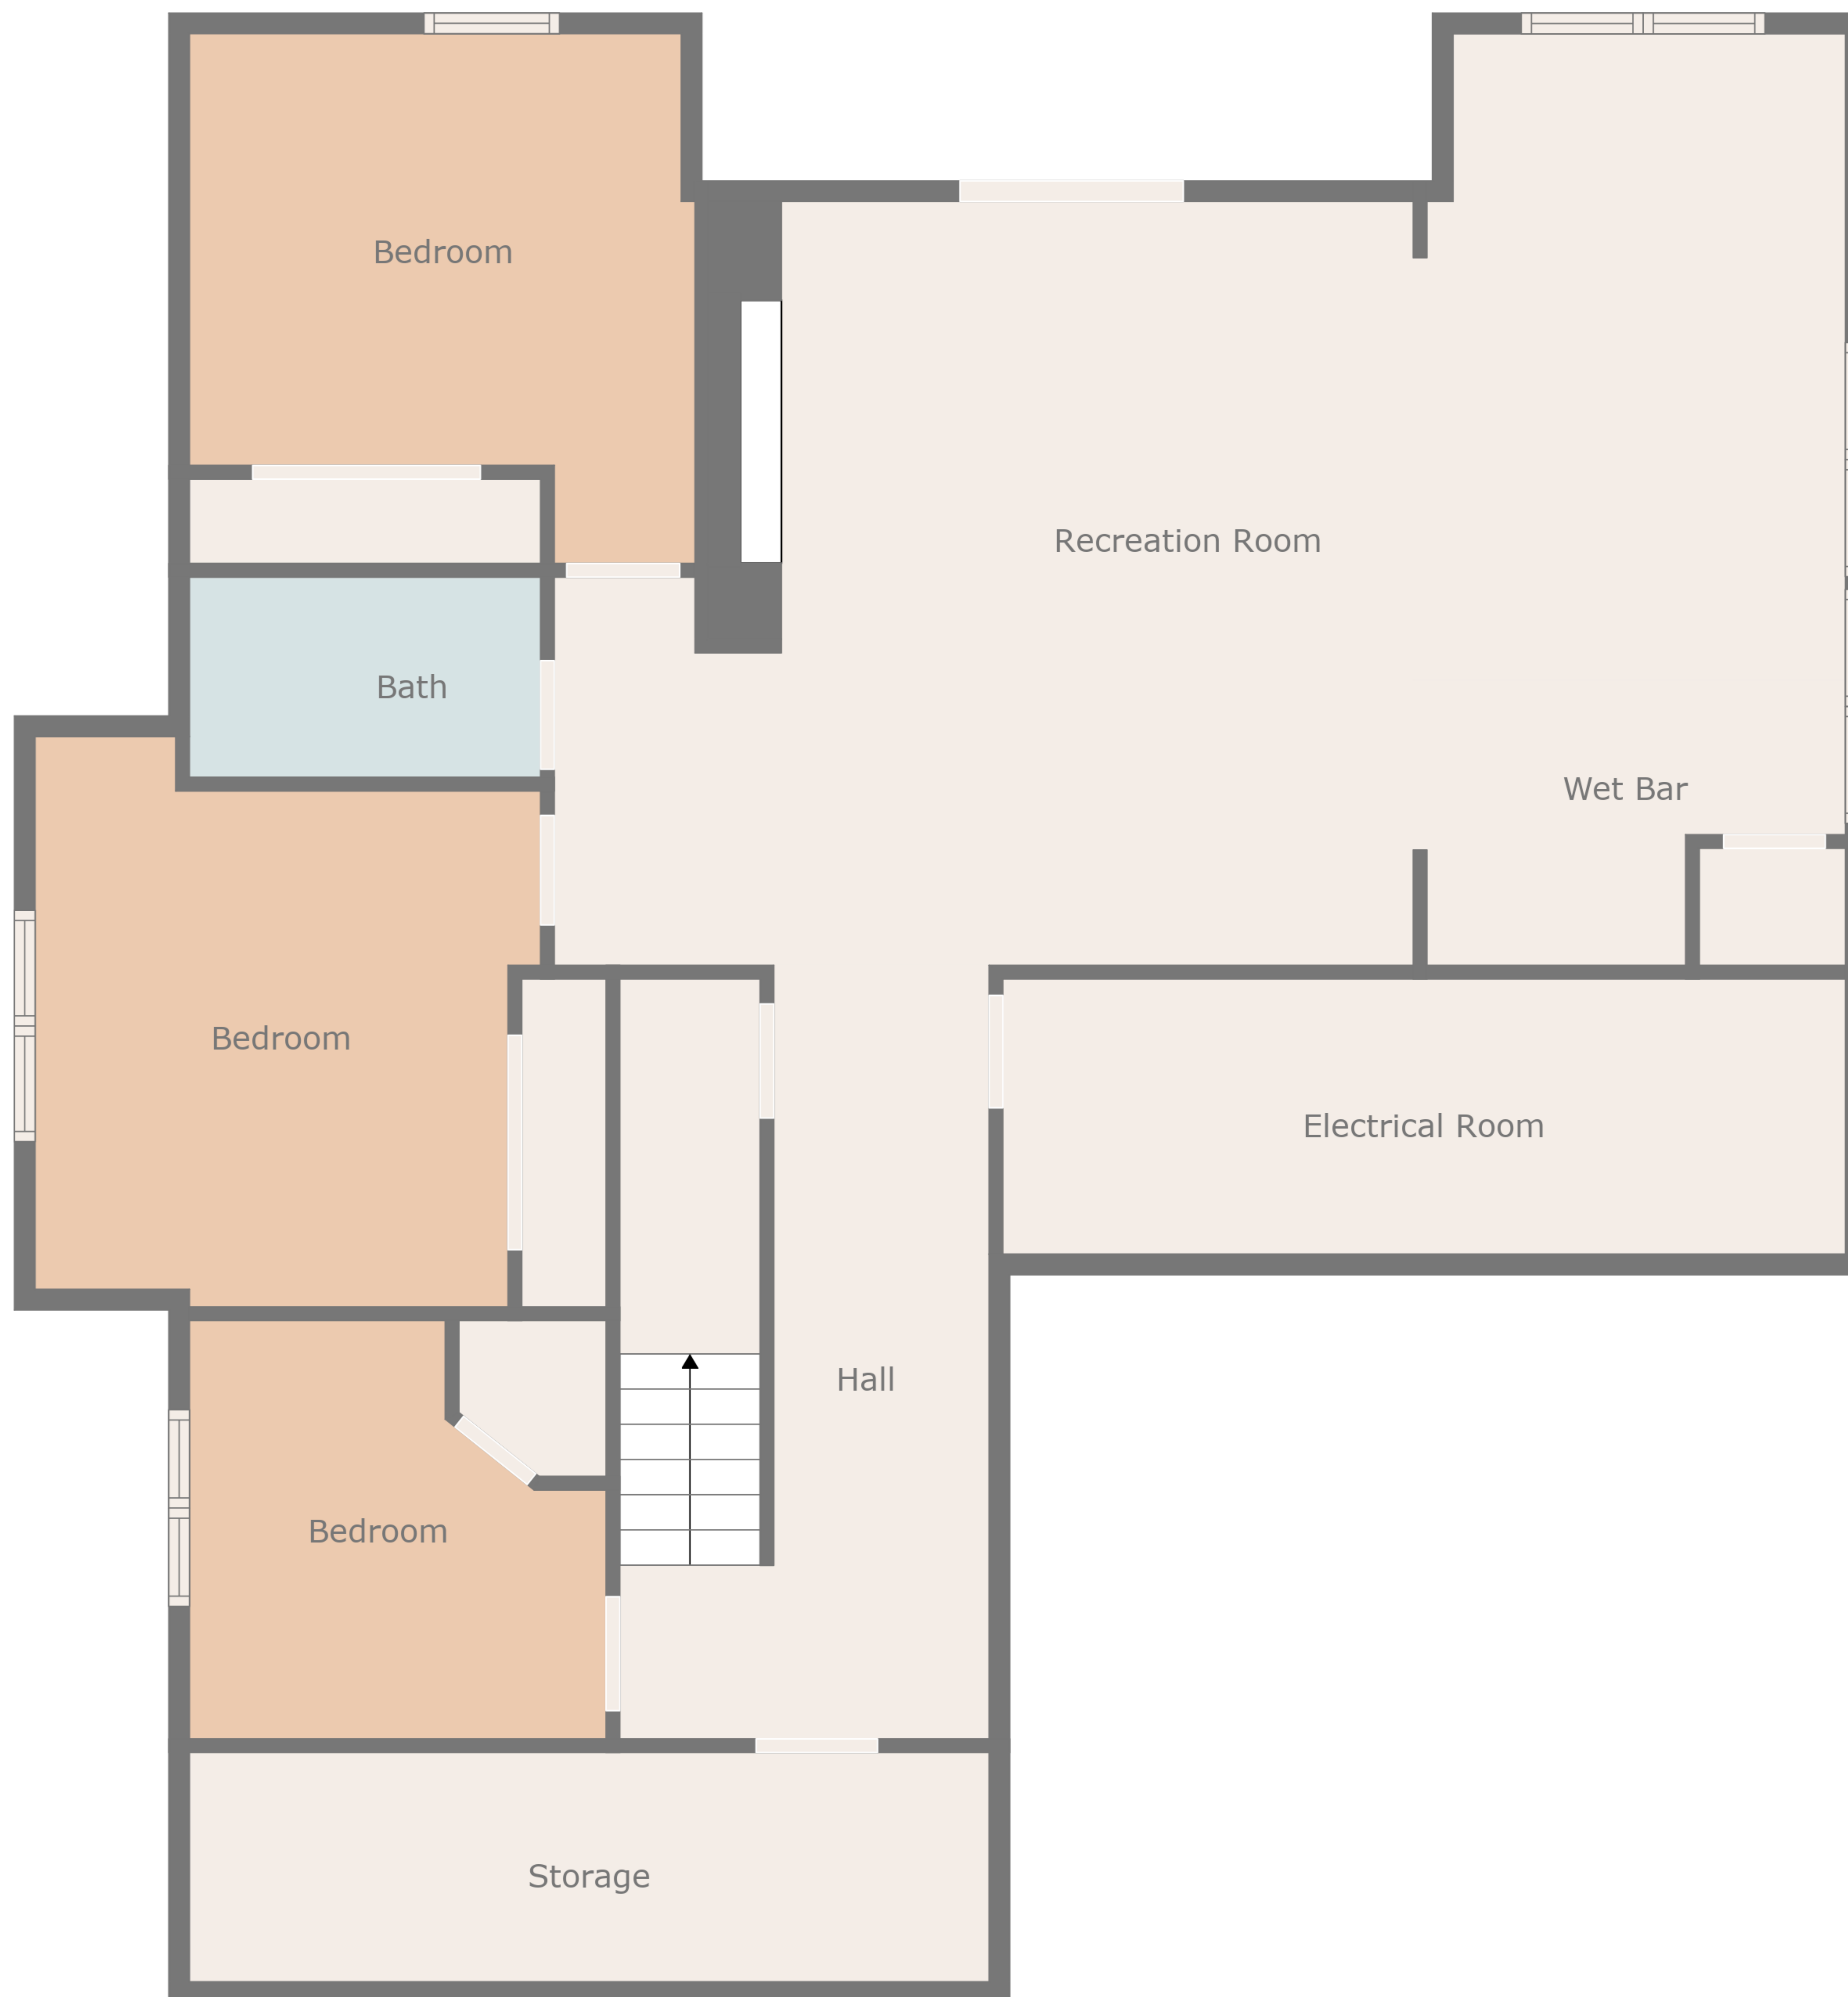 Bedroom
Recreation Room
Bath
Wet Bar
Bedroom
Electrical Room
Hall
Bedroom
Storage